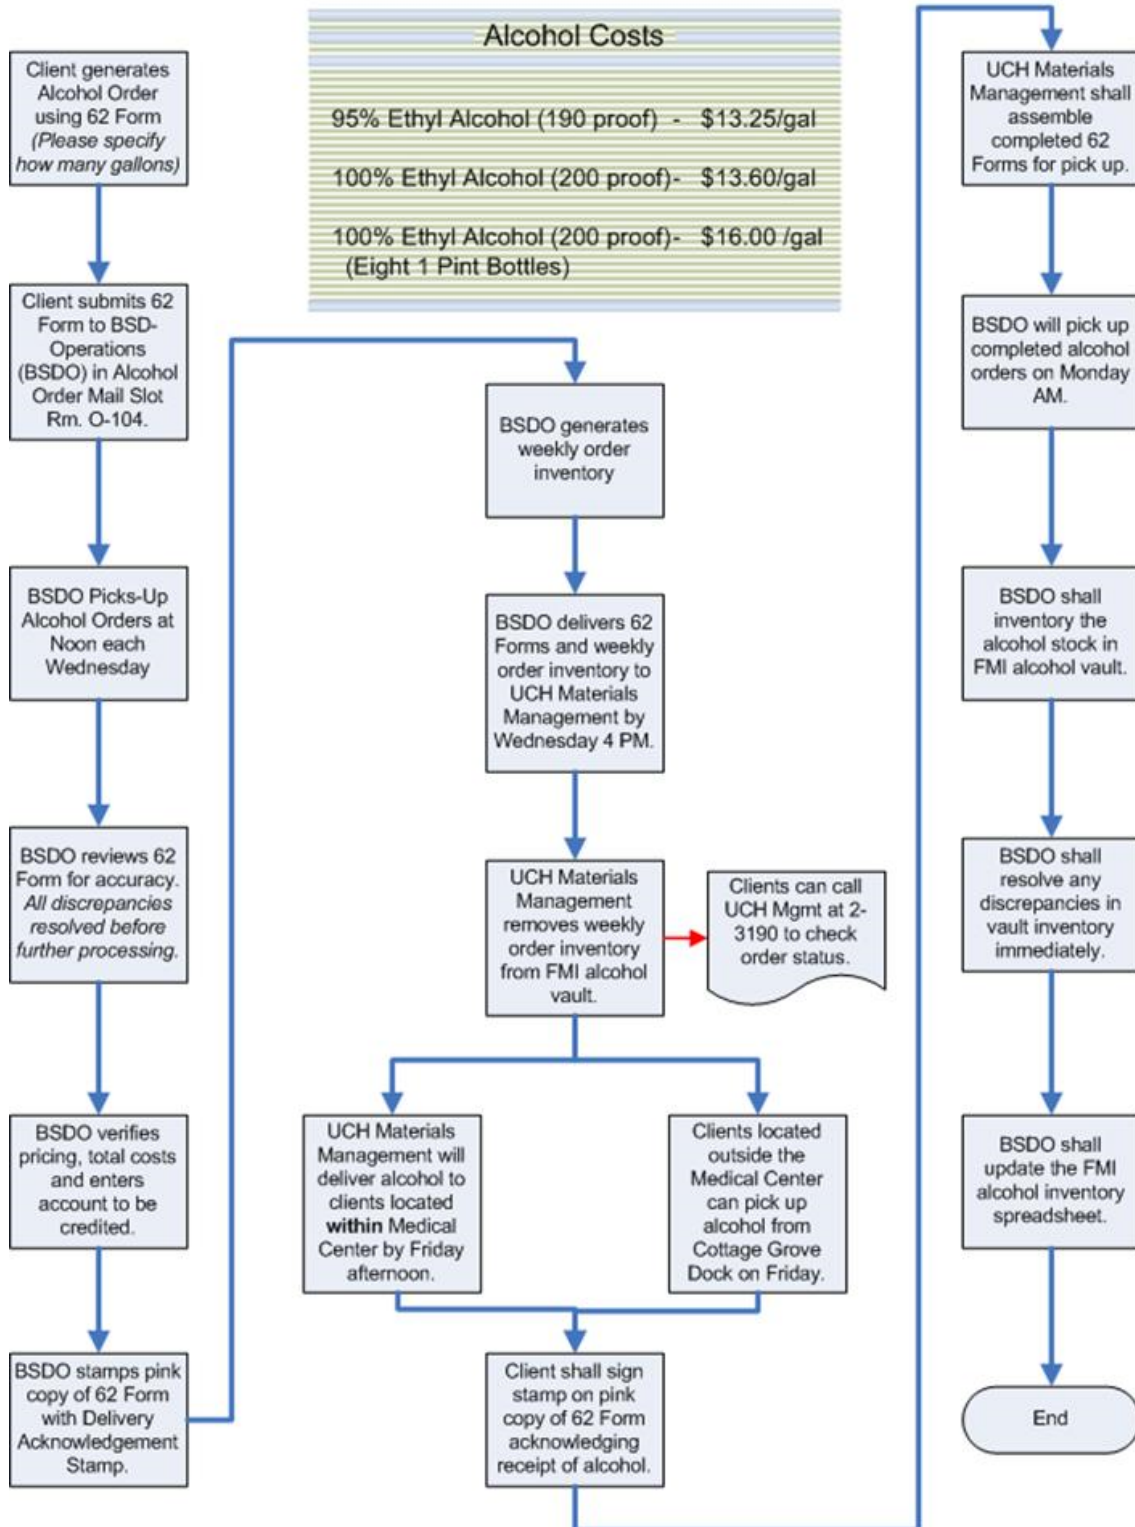 Client generates
Alcohol Order
using 62 Form
(Please specify
how many gallons)
Client submits 62
Form to BSD-
Operations
(BSDO) in Alcohol
Order Mail Slot
Rm. O-104.
BSDO Picks-Up
Alcohol Orders at
Noon each
Wednesday
BSDO reviews 62
Form for accuracy.
All discrepancies
resolved before
further processing.
BSDO verifies
pricing, total costs
and enters
account to be
credited.
BSDO stamps pink
copy of 62 Form
with Delivery
Acknowledgement
Stamp.
Alcohol Costs
95% Ethyl Alcohol (190 proof) - $13.25/gal
100% Ethyl Alcohol (200 proof)- $13.60/gal
100% Ethyl Alcohol (200 proof)- $16.00 /gal
(Eight 1 Pint Bottles)
BSDO generates
weekly order
inventory
BSDO delivers 62
Forms and weekly
order inventory to
UCH Materials
Management by
Wednesday 4 PM.
UCH Materials
Management
removes weekly
order inventory
from FMI alcohol
vault.
Clients can call
UCH Mgmt at 2-
3190 to check
order status.
UCH Materials
Management will
deliver alcohol to
clients located
within Medical
Center by Friday
afternoon.
Clients located
outside the
Medical Center
can pick up
alcohol from
Cottage Grove
Dock on Friday.
Client shall sign
stamp on pink
copy of 62 Form
acknowledging
receipt of alcohol.
UCH Materials
Management shall
assemble
completed 62
Forms for pick up.
BSDO will pick up
completed alcohol
orders on Monday
AM.
BSDO shall
inventory the
alcohol stock in
FMI alcohol vault.
BSDO shall
resolve any
discrepancies in
vault inventory
immediately.
BSDO shall
update the FMI
alcohol inventory
spreadsheet.
End